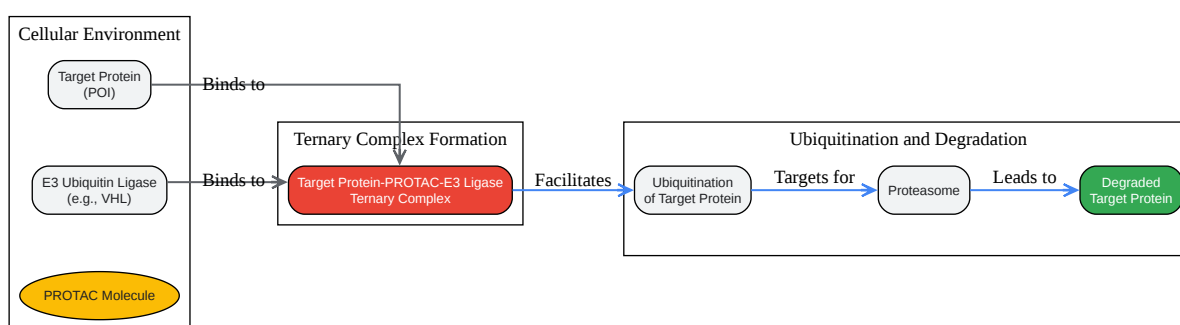 Cellular Environment
Target Protein
(POI)
Binds to
E3 Ubiquitin Ligase
(e.g., VHL)
Binds to
PROTAC Molecule
Ternary Complex Formation
Target Protein-PROTAC-E3 Ligase
Ternary Complex
Facilitates
Ubiquitination and Degradation
Ubiquitination
of Target Protein
Targets for
Proteasome
Leads to
Degraded
Target Protein